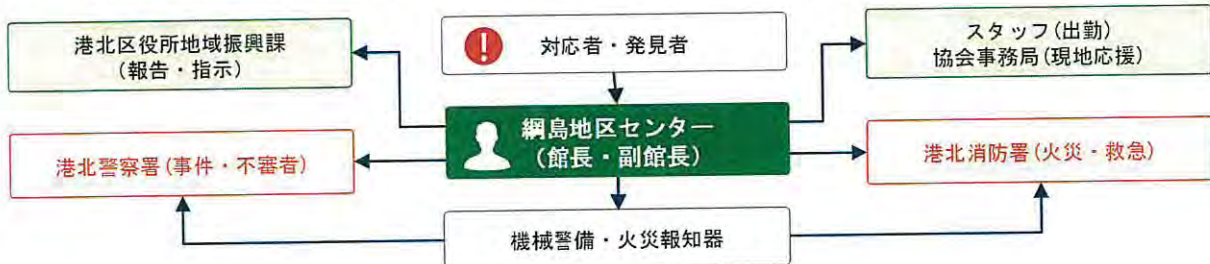 港北区役所地域振興課
(報告・指示)
対応者・発見者
スタッフ(出勤)
協会事務局(現地応援)
綱島地区センター
(館長・副館長)
港北警察署(事件・不審者)
港北消防署(火災・救急)
機械警備・火災報知器